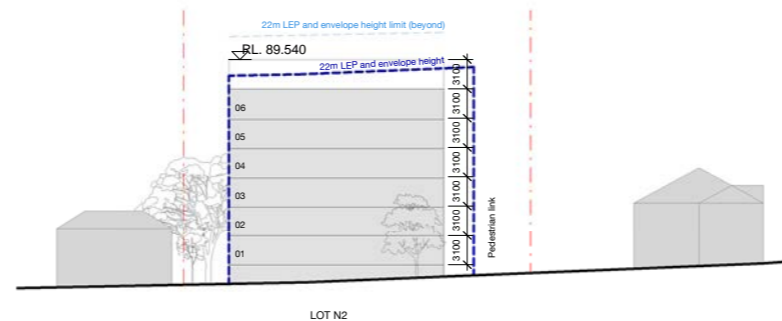 22m LEP and envelope height limit (beyond)
RL. 89.540
22m LEP and envelope height
3100
06
3100
05
3100
04
3100
03
3100
02
3100
01
3100
Pedestrian link
LOT N2